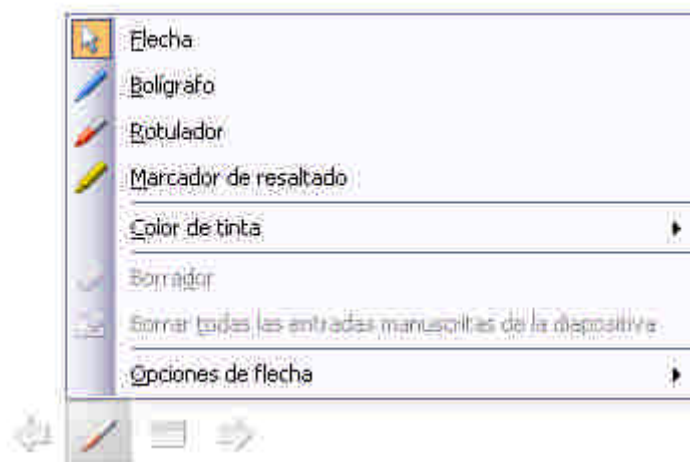 Flecha
Bolígrafo
Rotulador
Marcador de resaltado
Color de tinta
Borrador
Borrar todas las entradas manuscritas de la diapositiva
Opciones de flecha